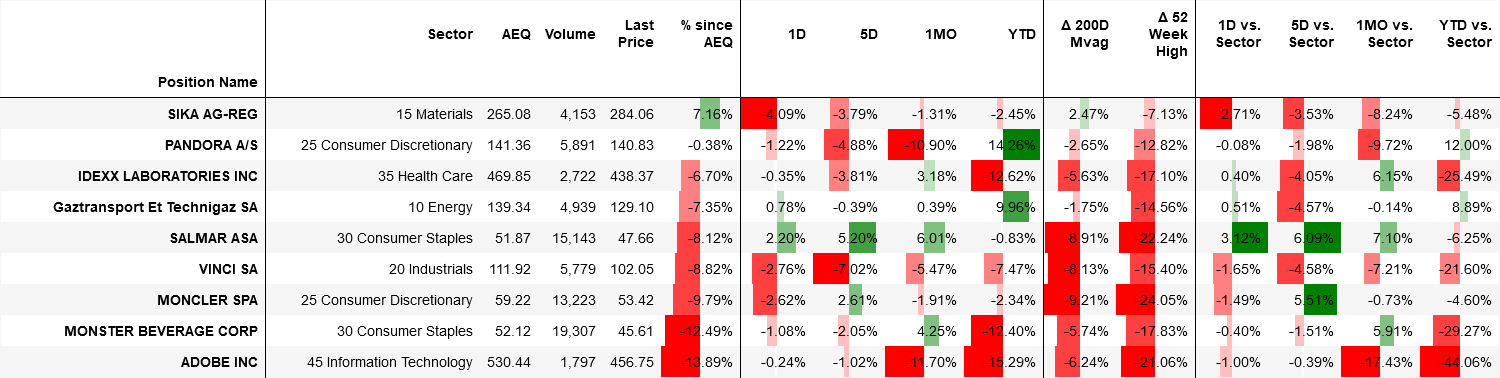 Position Name Sector AEQ Volume Last Price % since AEQ 1D 5D 1MO YTD Δ 200D Mvag Δ 52 Week High 1D vs. Sector 5D vs. Sector 1MO vs. Sector YTD vs. Sector
SIKA AG-REG 15 Materials 265.08 4,153 284.06 7.16% -4.09% -3.79% -1.31% -2.45% 2.47% -7.13% -2.71% -3.53% -8.24% -5.48%
PANDORA A/S 25 Consumer Discretionary 141.36 5,891 140.83 -0.38% -1.22% -4.88% -10.90% 14.26% -2.65% -12.82% -0.08% -1.98% -9.72% 12.00%
IDEXX LABORATORIES INC 35 Health Care 469.85 2,722 438.37 -6.70% -0.35% -3.81% 3.18% -12.62% -5.63% -17.10% 0.40% -4.05% 6.15% -25.49%
Gaztransport Et Technigaz SA 10 Energy 139.34 4,939 129.10 -7.35% 0.78% -0.39% 0.39% 9.96% -1.75% -14.56% 0.51% -4.57% -0.14% 8.89%
SALMAR ASA 30 Consumer Staples 51.87 15,143 47.66 -8.12% 2.20% 5.20% 6.01% -0.83% -8.91% -22.24% 3.12% 6.09% 7.10% -6.25%
VINCI SA 20 Industrials 111.92 5,779 102.05 -8.82% -2.76% -7.02% -5.47% -7.47% -8.13% -15.40% -1.65% -4.58% -7.21% -21.60%
MONCLER SPA 25 Consumer Discretionary 59.22 13,223 53.42 -9.79% -2.62% 2.61% -1.91% -2.34% -9.21% -24.05% -1.49% 5.51% -0.73% -4.60%
MONSTER BEVERAGE CORP 30 Consumer Staples 52.12 19,307 45.61 -12.49% -1.08% -2.05% 4.25% -12.40% -5.74% -17.83% -0.40% -1.51% 5.91% -29.27%
ADOBE INC 45 Information Technology 530.44 1,797 456.75 -13.89% -0.24% -1.02% -11.70% -15.29% -6.24% -21.06% -1.00% -0.39% -17.43% -44.06%